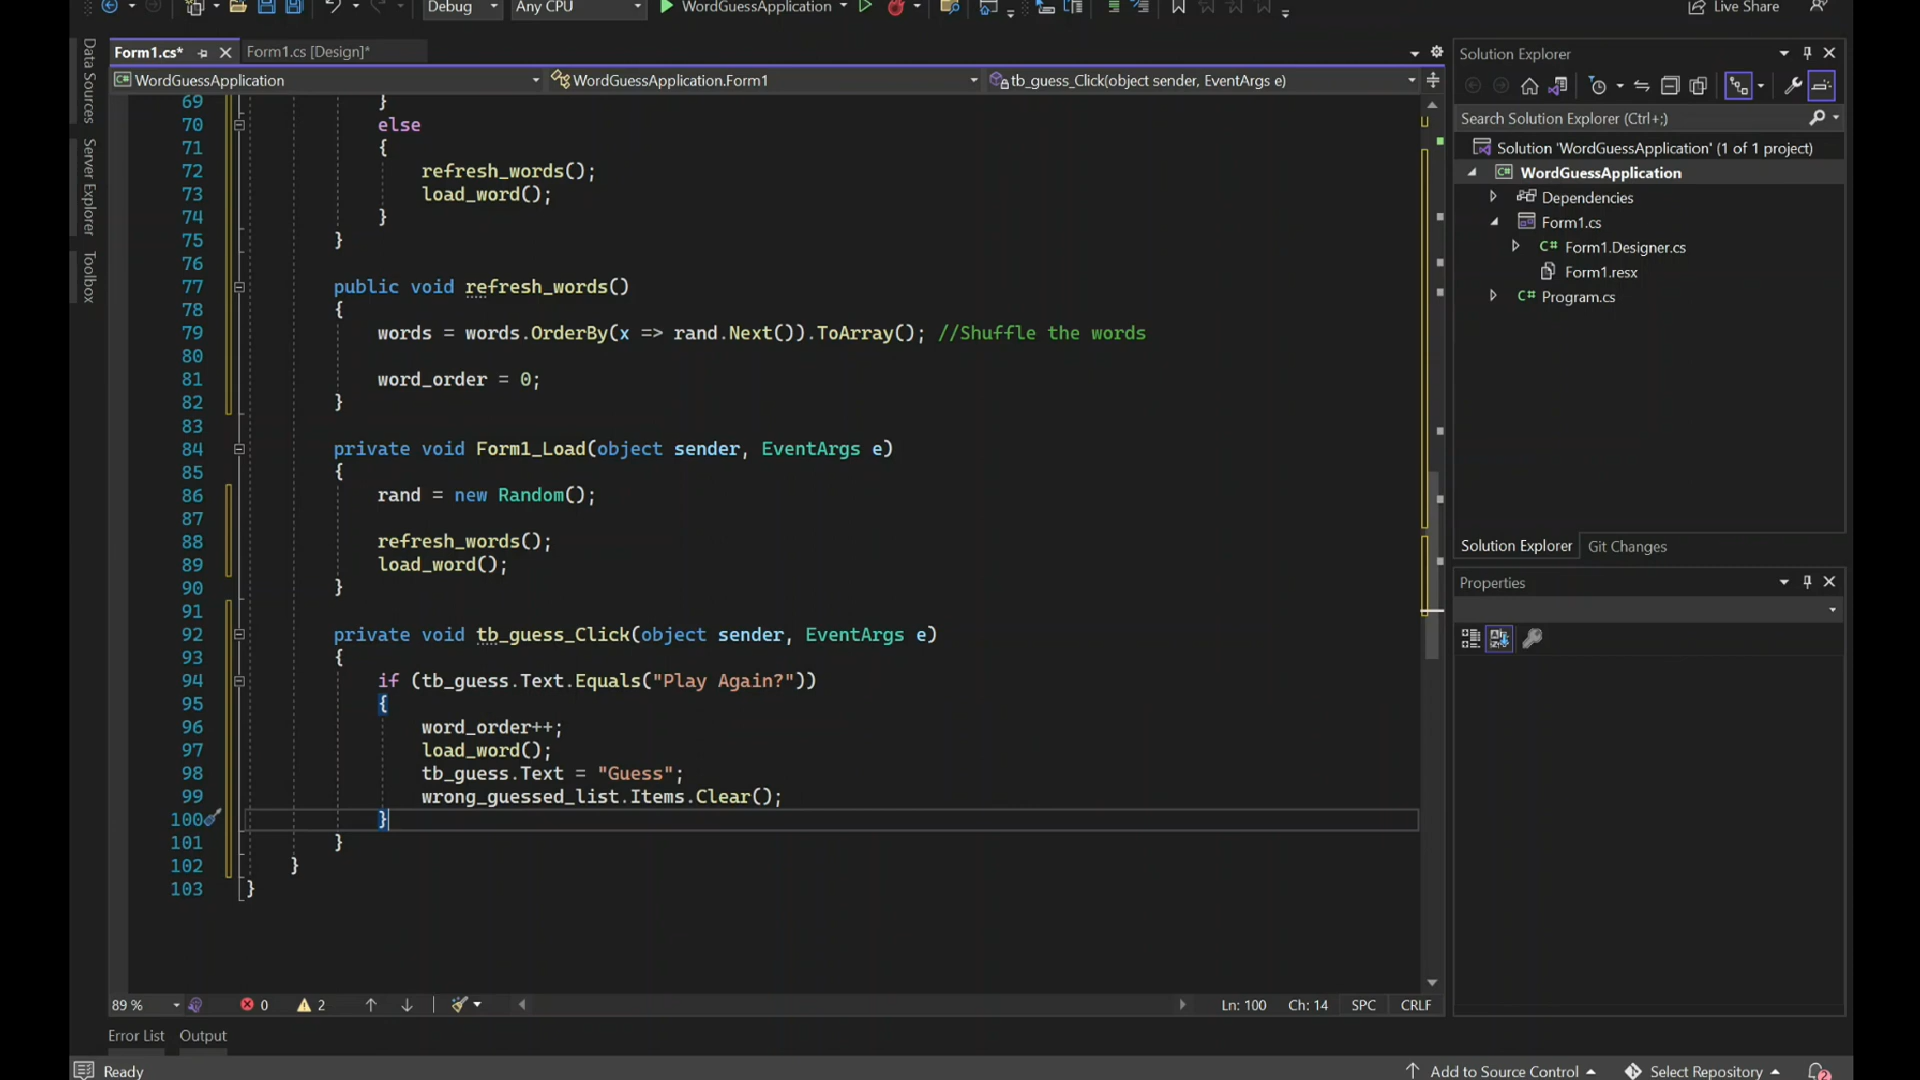 Debug
Any CPU
WordGuessApplication
Live Share
Form1.cs*
Form1.cs [Design]*
WordGuessApplication
WordGuessApplication.Form1
tb_guess_Click(object sender, EventArgs e)
Data Sources
Server Explorer
Toolbox
69 }
70 else
71 {
72 refresh_words();
73 load_word();
74 }
75 }
76
77 public void refresh_words()
78 {
79 words = words.OrderBy(x => rand.Next()).ToArray(); //Shuffle the words
80
81 word_order = 0;
82 }
83
84 private void Form1_Load(object sender, EventArgs e)
85 {
86 rand = new Random();
87
88 refresh_words();
89 load_word();
90 }
91
92 private void tb_guess_Click(object sender, EventArgs e)
93 {
94 if (tb_guess.Text.Equals("Play Again?"))
95 {
96 word_order++;
97 load_word();
98 tb_guess.Text = "Guess";
99 wrong_guessed_list.Items.Clear();
100 }
101 }
102 }
103 }
89 %
0
2
Ln: 100
Ch: 14
SPC
CRLF
Error List
Output
Solution Explorer
Search Solution Explorer (Ctrl+;)
Solution 'WordGuessApplication' (1 of 1 project)
C# WordGuessApplication
Dependencies
Form1.cs
C# Form1.Designer.cs
Form1.resx
C# Program.cs
Solution Explorer
Git Changes
Properties
Ready
Add to Source Control
Select Repository
2